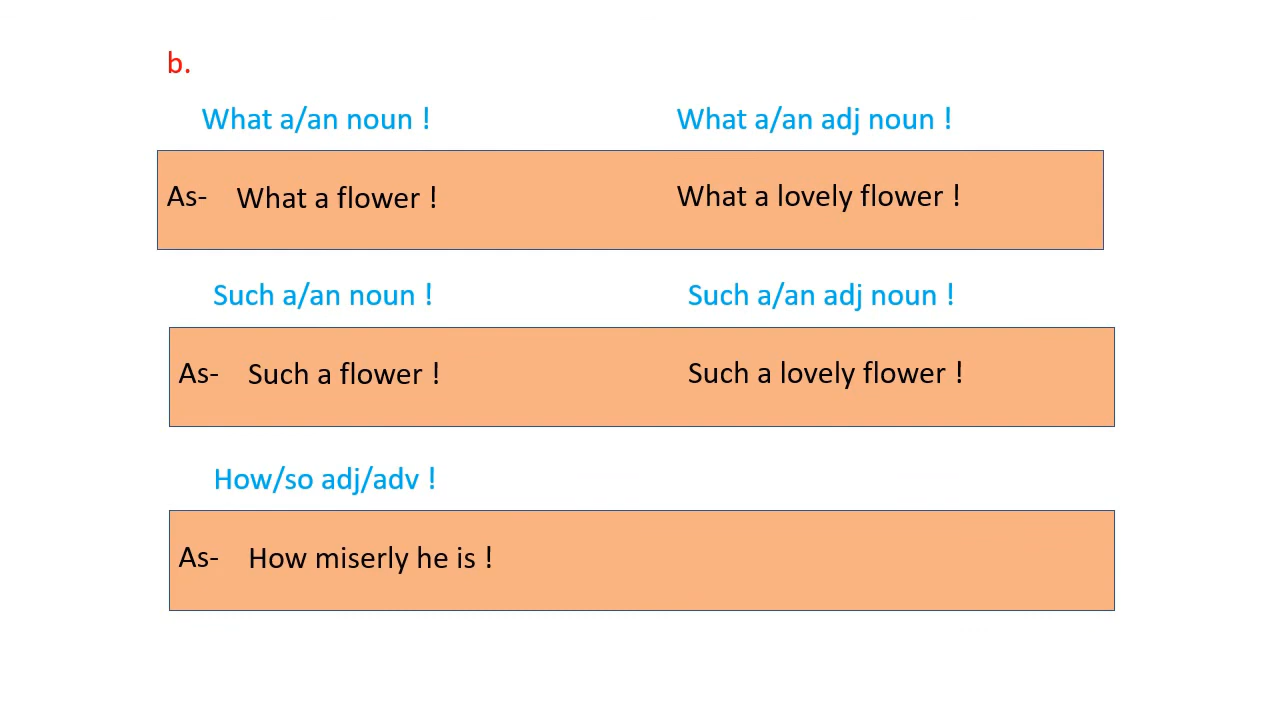 b.
What a/an noun !
What a/an adj noun !
As- What a flower !
What a lovely flower !
Such a/an noun !
Such a/an adj noun !
As- Such a flower !
Such a lovely flower !
How/so adj/adv !
As- How miserly he is !